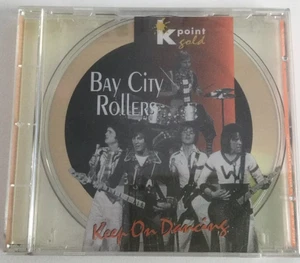 K point
gold
BAY CITY
ROLLERS
Keep On Dancing